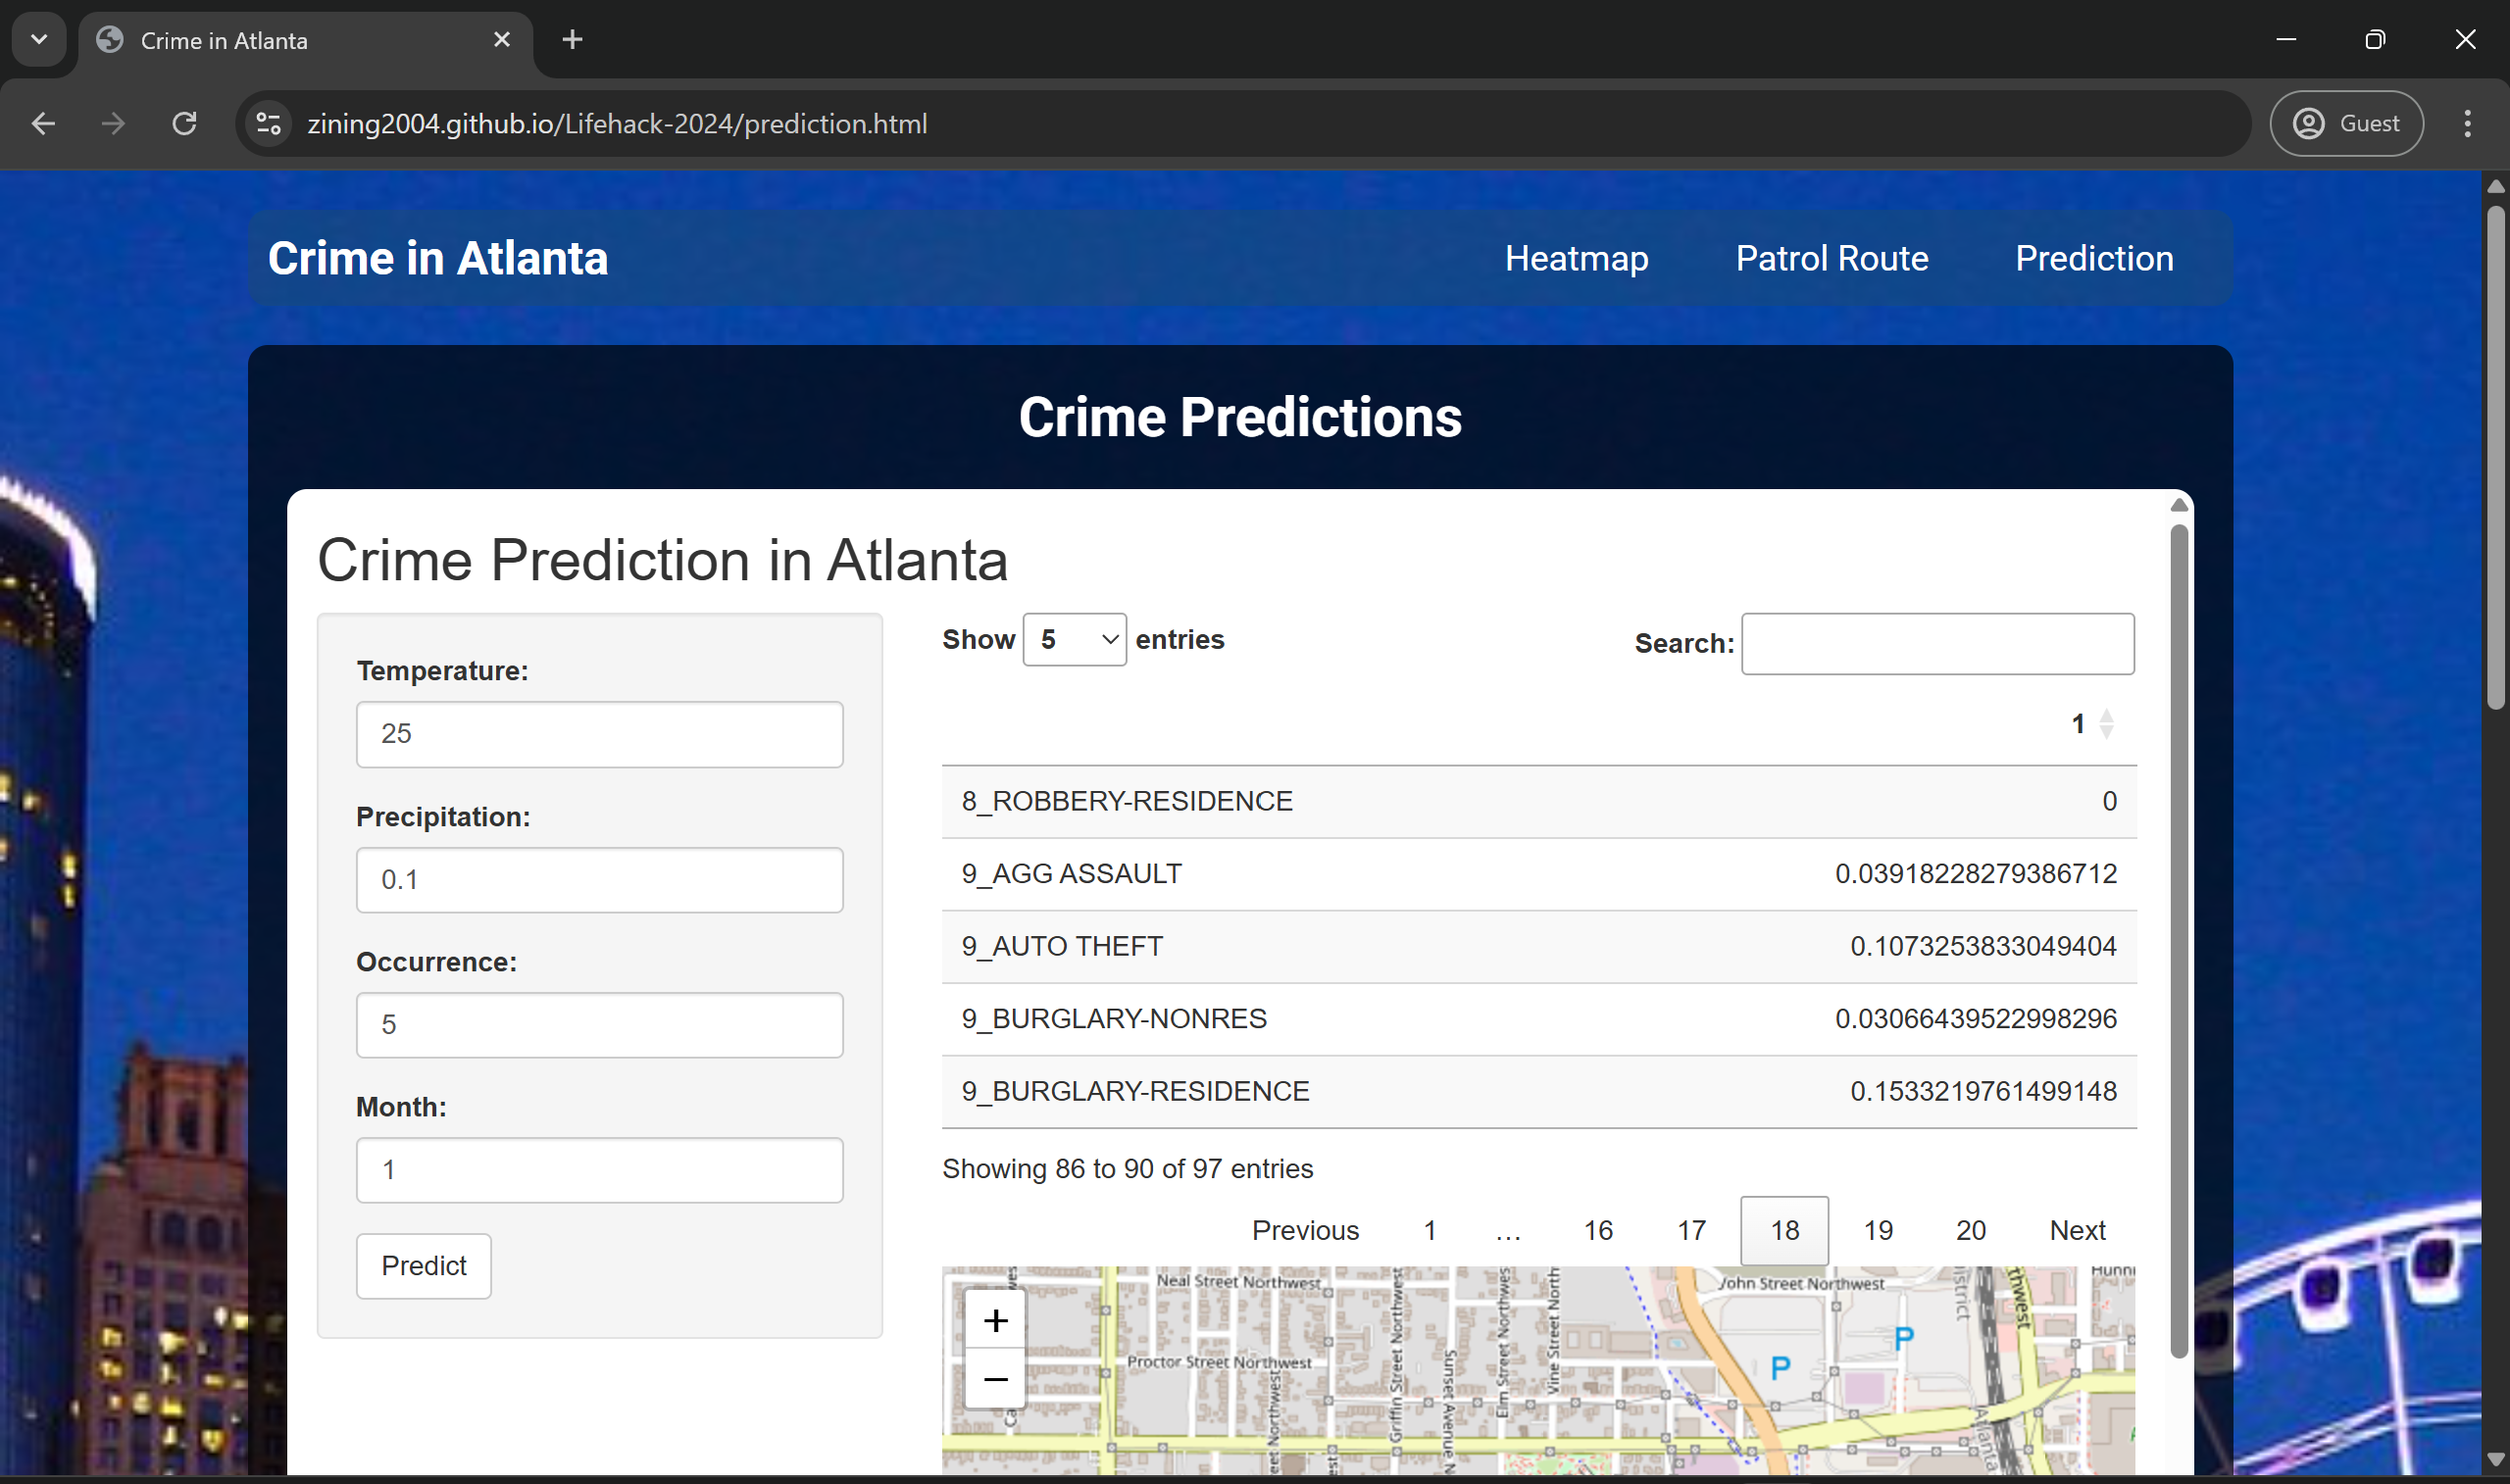 Crime in Atlanta
zining2004.github.io/Lifehack-2024/prediction.html
Guest
Crime in Atlanta
Heatmap
Patrol Route
Prediction
Crime Predictions
Crime Prediction in Atlanta
Temperature:
25
Precipitation:
0.1
Occurrence:
5
Month:
1
Predict
Show 5 entries
Search:
1
8_ROBBERY-RESIDENCE 0
9_AGG ASSAULT 0.03918228279386712
9_AUTO THEFT 0.1073253833049404
9_BURGLARY-NONRES 0.03066439522998296
9_BURGLARY-RESIDENCE 0.1533219761499148
Showing 86 to 90 of 97 entries
Previous 1 … 16 17 18 19 20 Next
+
−
Neal Street Northwest
John Street Northwest
Proctor Street Northwest
Griffin Street Northwest
Sunset Avenue N
Elm Street Northwes
Vine Street North
P
P